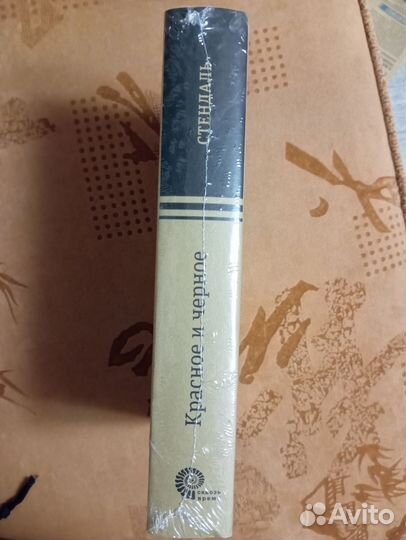 СТЕНДАЛЬ
Красное и черное
сквозь
время
Avito